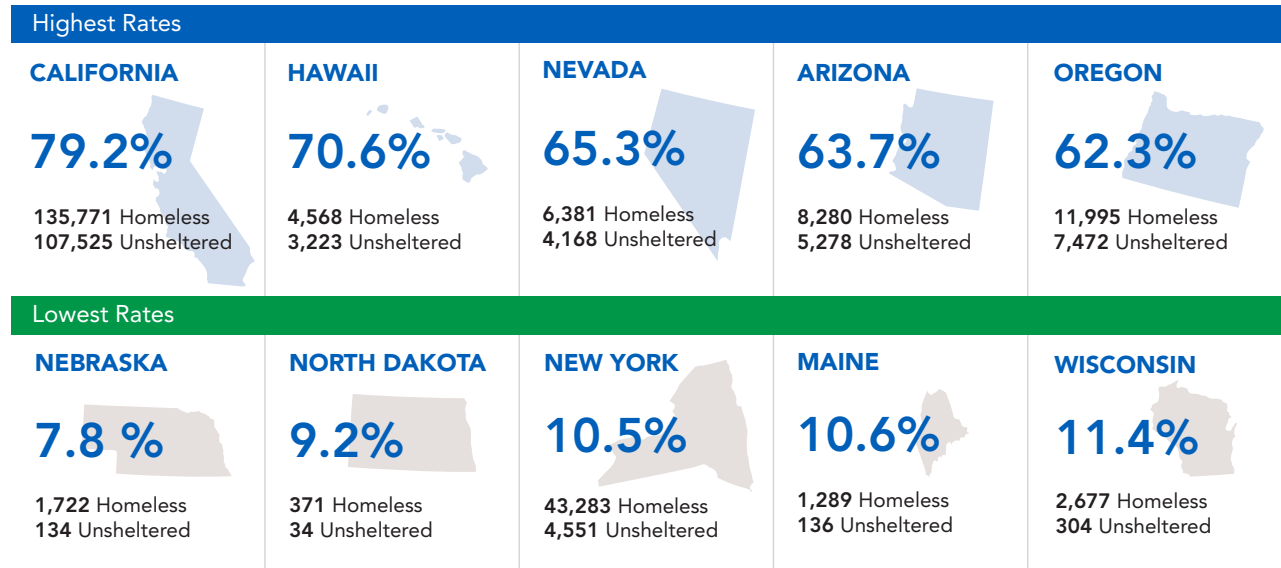 Highest Rates
CALIFORNIA
79.2%
135,771 Homeless
107,525 Unsheltered
HAWAII
70.6%
4,568 Homeless
3,223 Unsheltered
NEVADA
65.3%
6,381 Homeless
4,168 Unsheltered
ARIZONA
63.7%
8,280 Homeless
5,278 Unsheltered
OREGON
62.3%
11,995 Homeless
7,472 Unsheltered
Lowest Rates
NEBRASKA
7.8 %
1,722 Homeless
134 Unsheltered
NORTH DAKOTA
9.2%
371 Homeless
34 Unsheltered
NEW YORK
10.5%
43,283 Homeless
4,551 Unsheltered
MAINE
10.6%
1,289 Homeless
136 Unsheltered
WISCONSIN
11.4%
2,677 Homeless
304 Unsheltered